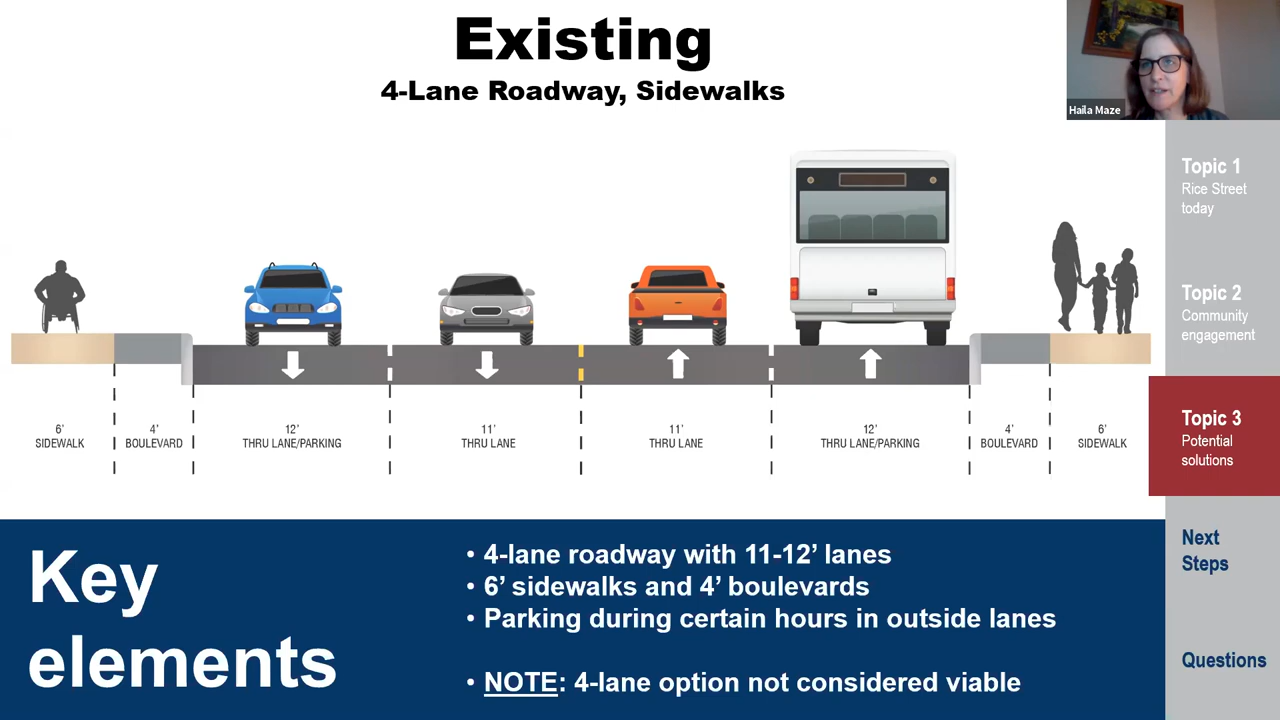 Existing
4-Lane Roadway, Sidewalks
Haila Maze
Topic 1
Rice Street
today
Topic 2
Community
engagement
Topic 3
Potential
solutions
Next
Steps
Questions
6’
SIDEWALK
4’
BOULEVARD
12’
THRU LANE/PARKING
11’
THRU LANE
11’
THRU LANE
12’
THRU LANE/PARKING
4’
BOULEVARD
6’
SIDEWALK
Key
elements
• 4-lane roadway with 11-12’ lanes
• 6’ sidewalks and 4’ boulevards
• Parking during certain hours in outside lanes
• NOTE: 4-lane option not considered viable